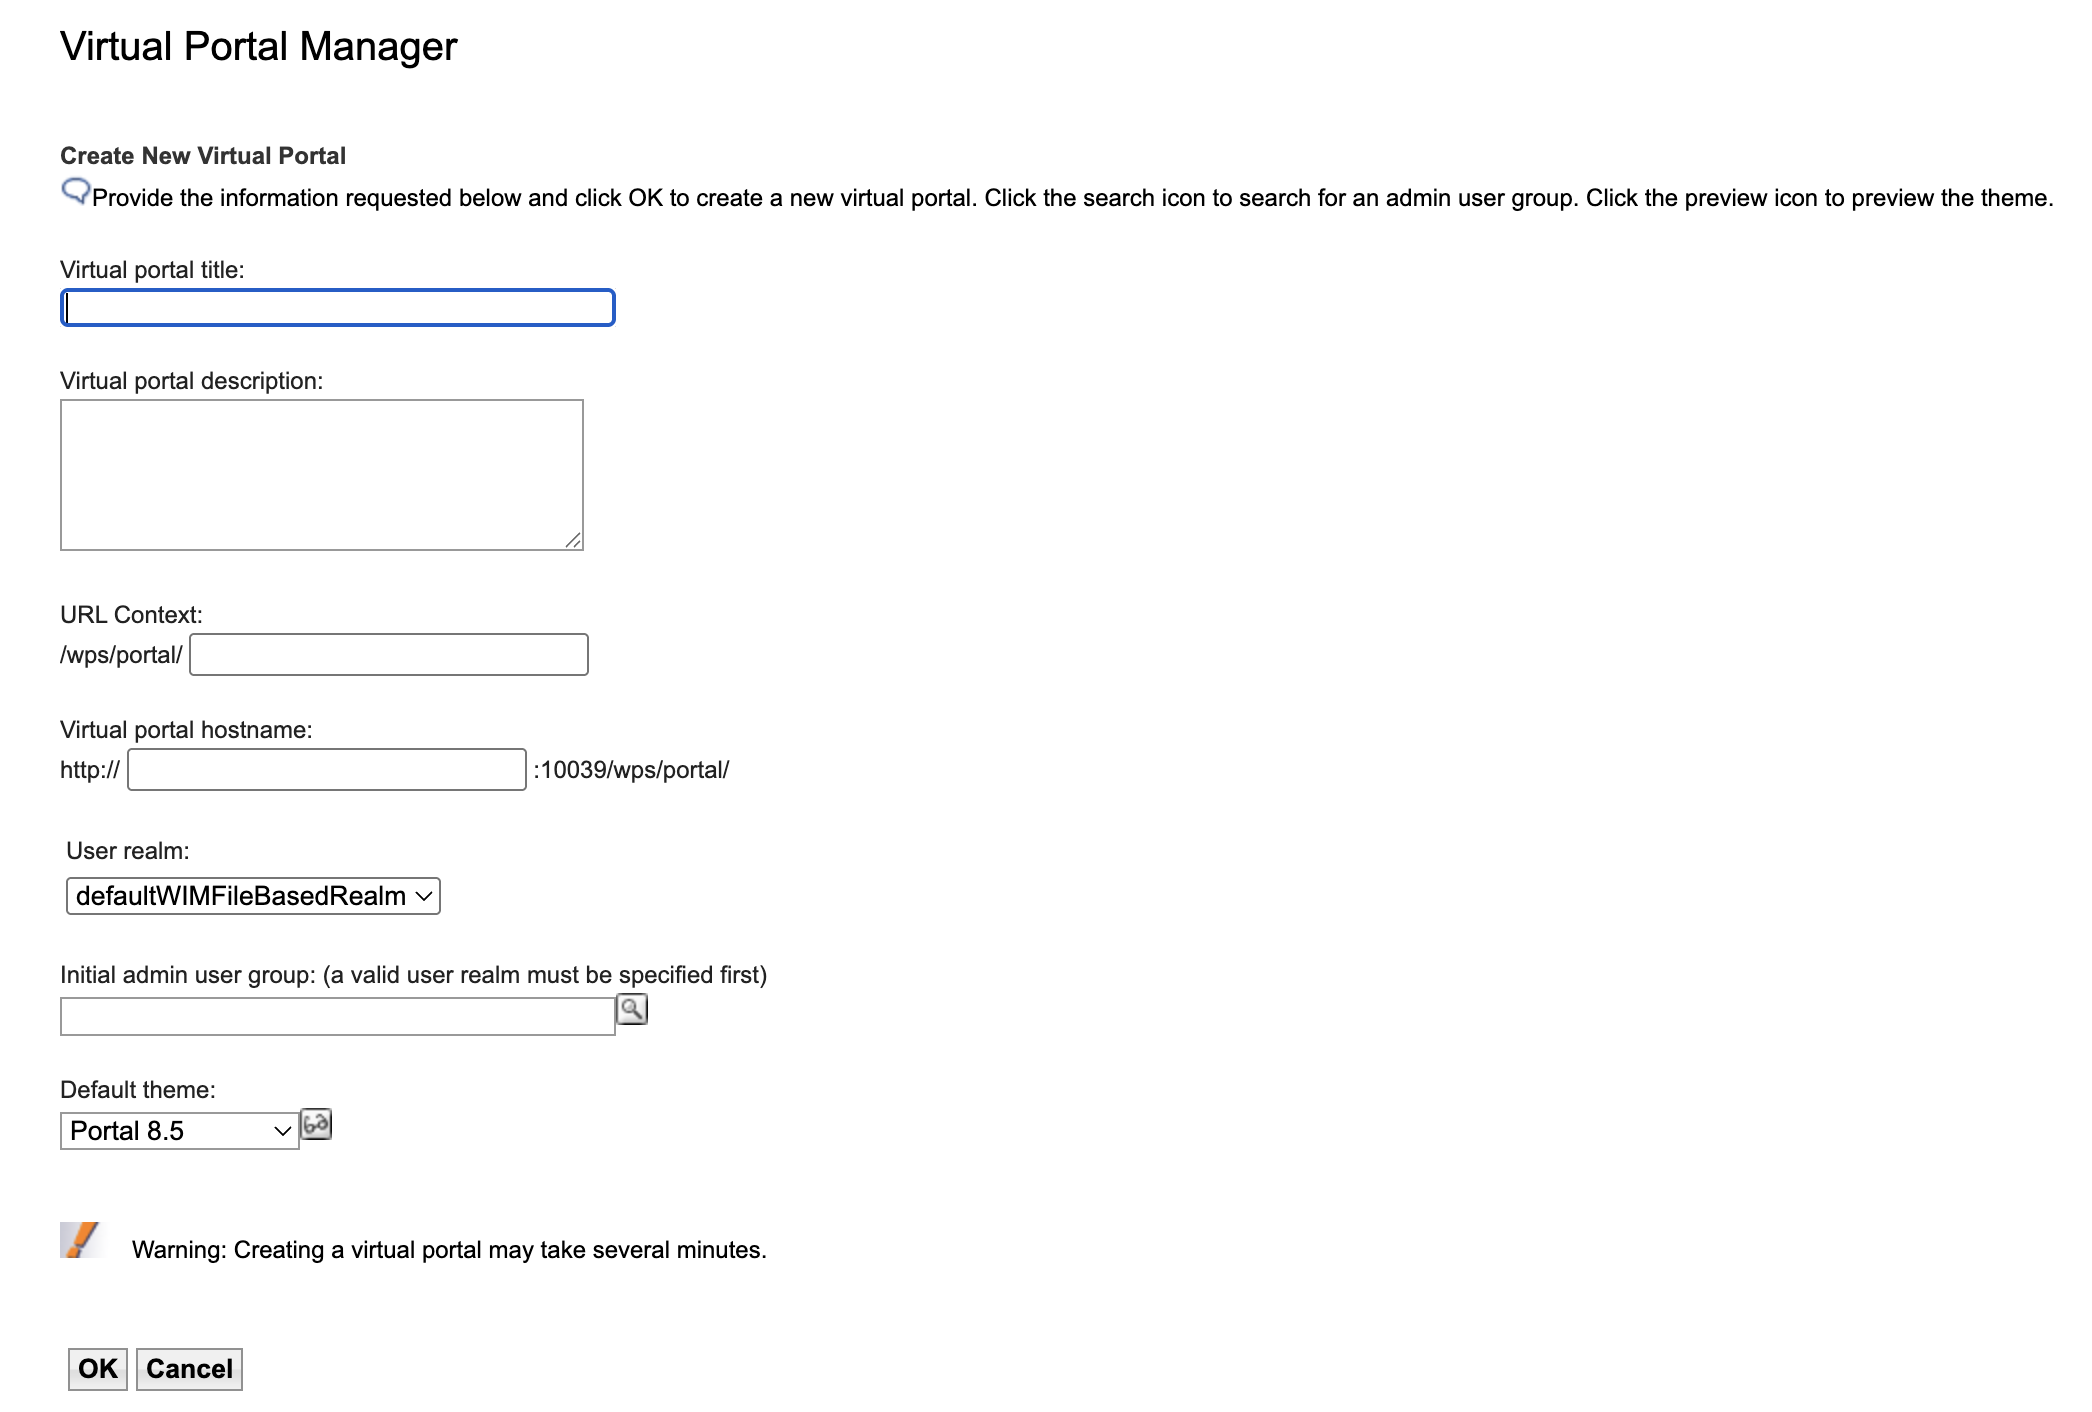 Virtual Portal Manager
Create New Virtual Portal
Provide the information requested below and click OK to create a new virtual portal. Click the search icon to search for an admin user group. Click the preview icon to preview the theme.
Virtual portal title:
Virtual portal description:
URL Context:
/wps/portal/
Virtual portal hostname:
http:// :10039/wps/portal/
User realm:
defaultWIMFileBasedRealm
Initial admin user group: (a valid user realm must be specified first)
Default theme:
Portal 8.5
Warning: Creating a virtual portal may take several minutes.
OK Cancel